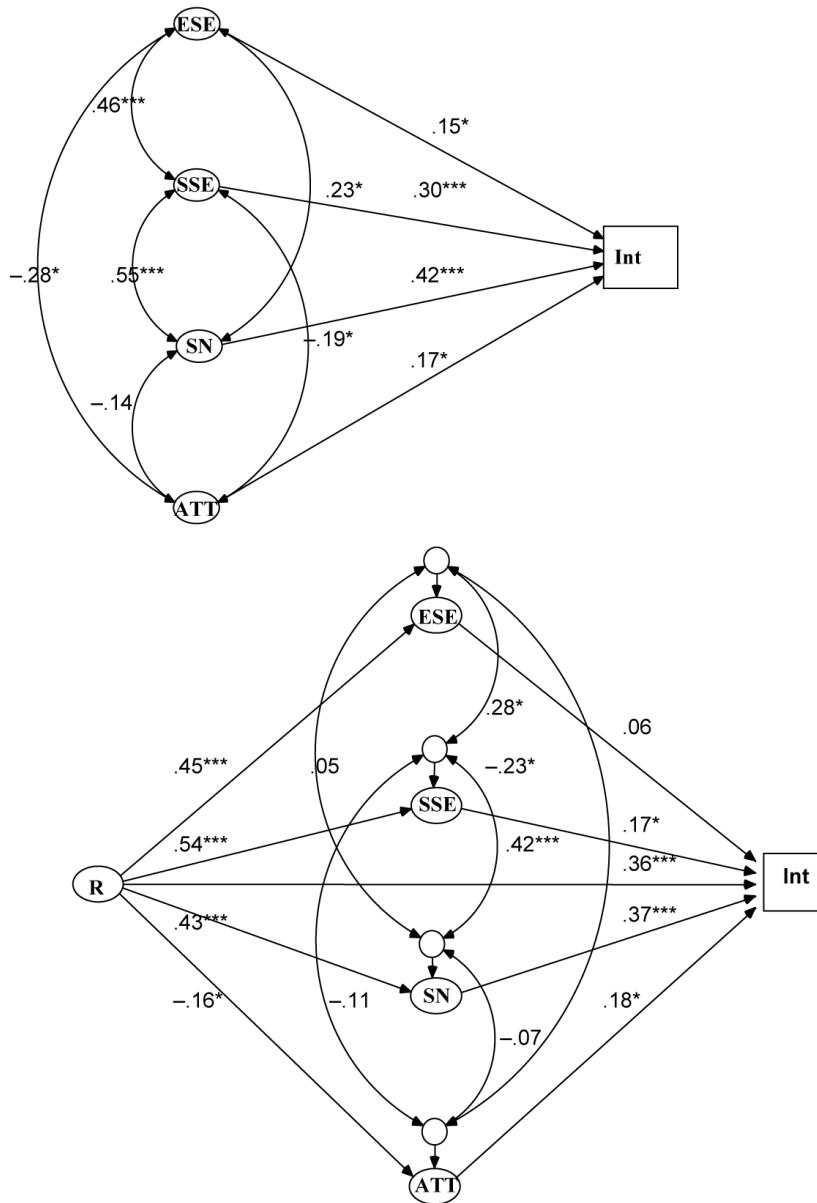 ESE
.46***
.15*
SSE
.23*
.30***
Int
–.28*
.55***
.42***
SN
–.19*
.17*
–.14
ATT
ESE
.28*
.06
.45***
.05
–.23*
SSE
.17*
.54***
.42***
.36***
R
Int
.43***
.37***
SN
–.16*
–.11
.18*
–.07
ATT